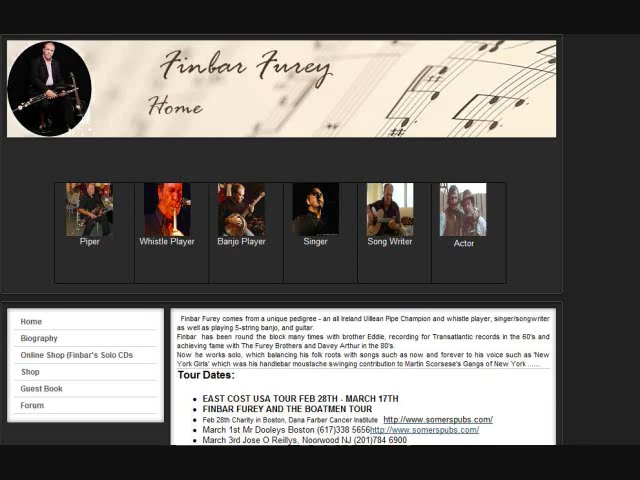 Finbar Furey
Home
Piper
Whistle Player
Banjo Player
Singer
Song Writer
Actor
Home
Biography
Online Shop (Finbar's Solo CDs
Shop
Guest Book
Forum
Finbar Furey comes from a unique pedigree - an all Ireland Uillean Pipe Champion and whistle player, singer/songwriter
as well as playing 5-string banjo, and guitar.
Finbar has been round the block many times with brother Eddie, recording for Transatlantic records in the 60's and
achieving fame with The Furey Brothers and Davey Arthur in the 80's.
Now he works solo, which balancing his folk roots with songs such as now and forever to his voice such as 'New
York Girls' which was his handlebar moustache swinging contribution to Martin Scorsese's Gangs of New York ......
Tour Dates:
EAST COST USA TOUR FEB 28TH - MARCH 17TH
FINBAR FUREY AND THE BOATMEN TOUR
Feb 28th Charity in Boston, Dana Farber Cancer Institute http://www.somerspubs.com/
March 1st Mr Dooleys Boston (617)338 5656http://www.somerspubs.com/
March 3rd Jose O Reillys, Noorwood NJ (201)784 6900